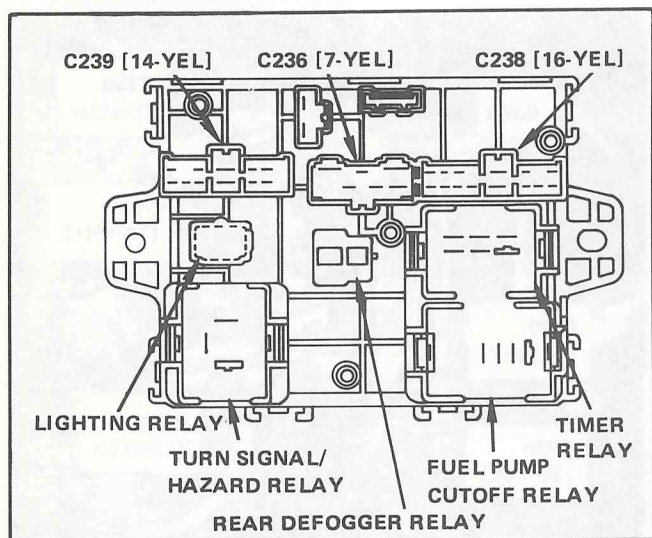 C239 [14-YEL] C236 [7-YEL] C238 [16-YEL]
LIGHTING RELAY
TURN SIGNAL/
HAZARD RELAY
REAR DEFOGGER RELAY
FUEL PUMP
CUTOFF RELAY
TIMER
RELAY